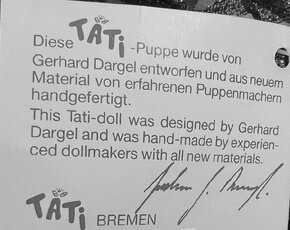 Diese TATi -Puppe wurde von
Gerhard Dargel entworfen und aus neuem
Material von erfahrenen Puppenmachern
handgefertigt.
This Tati-doll was designed by Gerhard
Dargel and was hand-made by experien-
ced dollmakers with all new materials.
TATi BREMEN